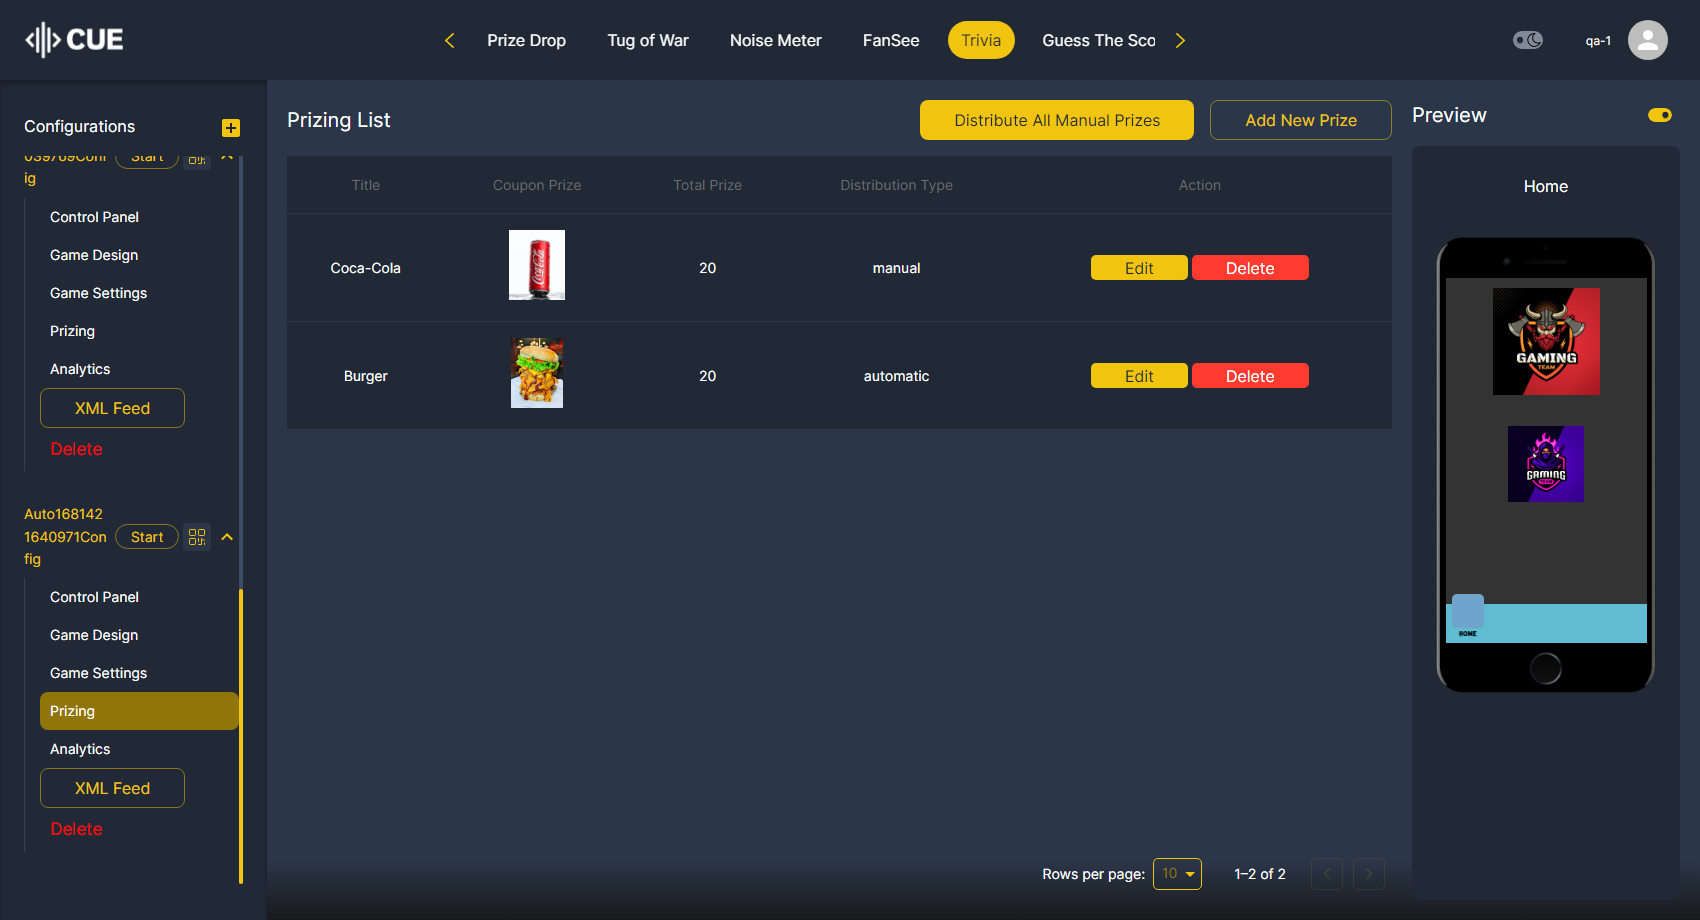 CUE
Prize Drop
Tug of War
Noise Meter
FanSee
Trivia
Guess The Sco
qa-1
Configurations
039769Conf
ig
Start
Control Panel
Game Design
Game Settings
Prizing
Analytics
XML Feed
Delete
Auto168142
1640971Con
fig
Start
Control Panel
Game Design
Game Settings
Prizing
Analytics
XML Feed
Delete
Prizing List
Distribute All Manual Prizes
Add New Prize
Title
Coupon Prize
Total Prize
Distribution Type
Action
Coca-Cola
Coca-Cola
20
manual
Edit
Delete
Burger
20
automatic
Edit
Delete
Rows per page:
10
1–2 of 2
Preview
Home
GAMING
TEAM
GAMING
TEAM
HOME